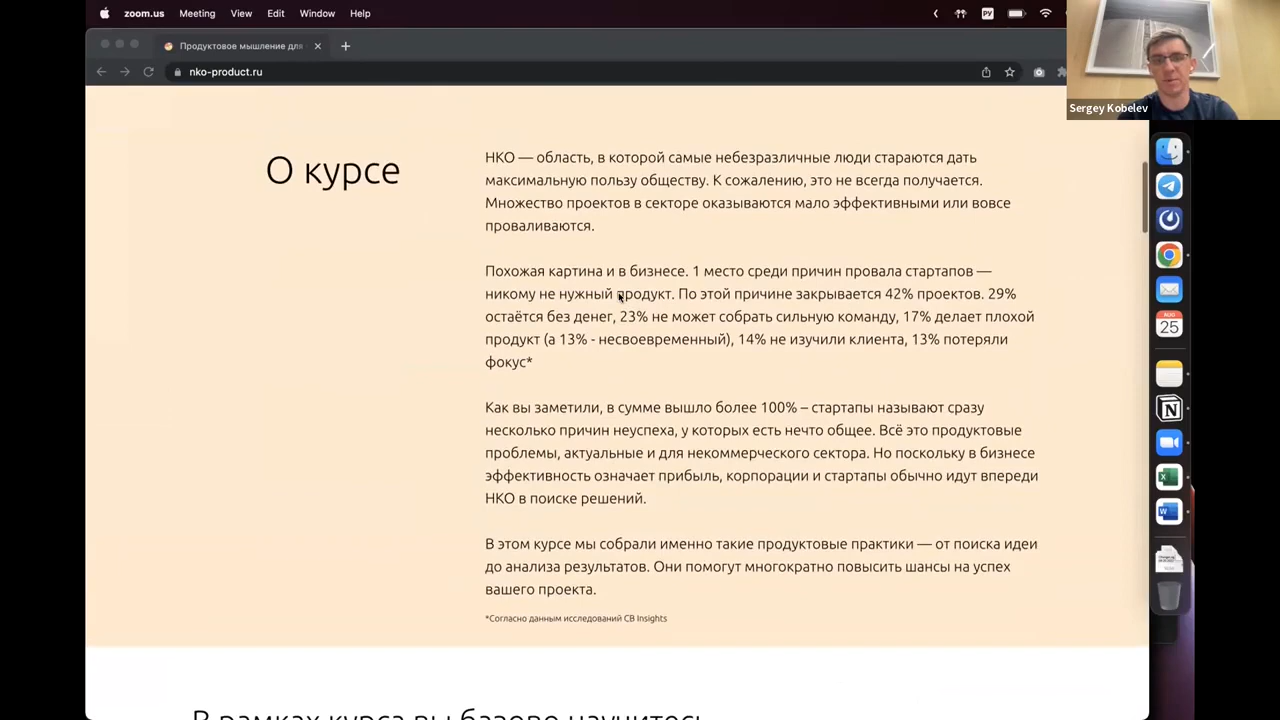 zoom.us Meeting View Edit Window Help
РУ
Продуктовое мышление для
nko-product.ru
Sergey Kobelev
О курсе
НКО — область, в которой самые небезразличные люди стараются дать
максимальную пользу обществу. К сожалению, это не всегда получается.
Множество проектов в секторе оказываются мало эффективными или вовсе
проваливаются.
Похожая картина и в бизнесе. 1 место среди причин провала стартапов —
никому не нужный продукт. По этой причине закрывается 42% проектов. 29%
остаётся без денег, 23% не может собрать сильную команду, 17% делает плохой
продукт (а 13% - несвоевременный), 14% не изучили клиента, 13% потеряли
фокус*
Как вы заметили, в сумме вышло более 100% – стартапы называют сразу
несколько причин неуспеха, у которых есть нечто общее. Всё это продуктовые
проблемы, актуальные и для некоммерческого сектора. Но поскольку в бизнесе
эффективность означает прибыль, корпорации и стартапы обычно идут впереди
НКО в поиске решений.
В этом курсе мы собрали именно такие продуктовые практики — от поиска идеи
до анализа результатов. Они помогут многократно повысить шансы на успех
вашего проекта.
*Согласно данным исследований CB Insights
В рамках курса вы базово научитесь
AUG
25
N
X
W